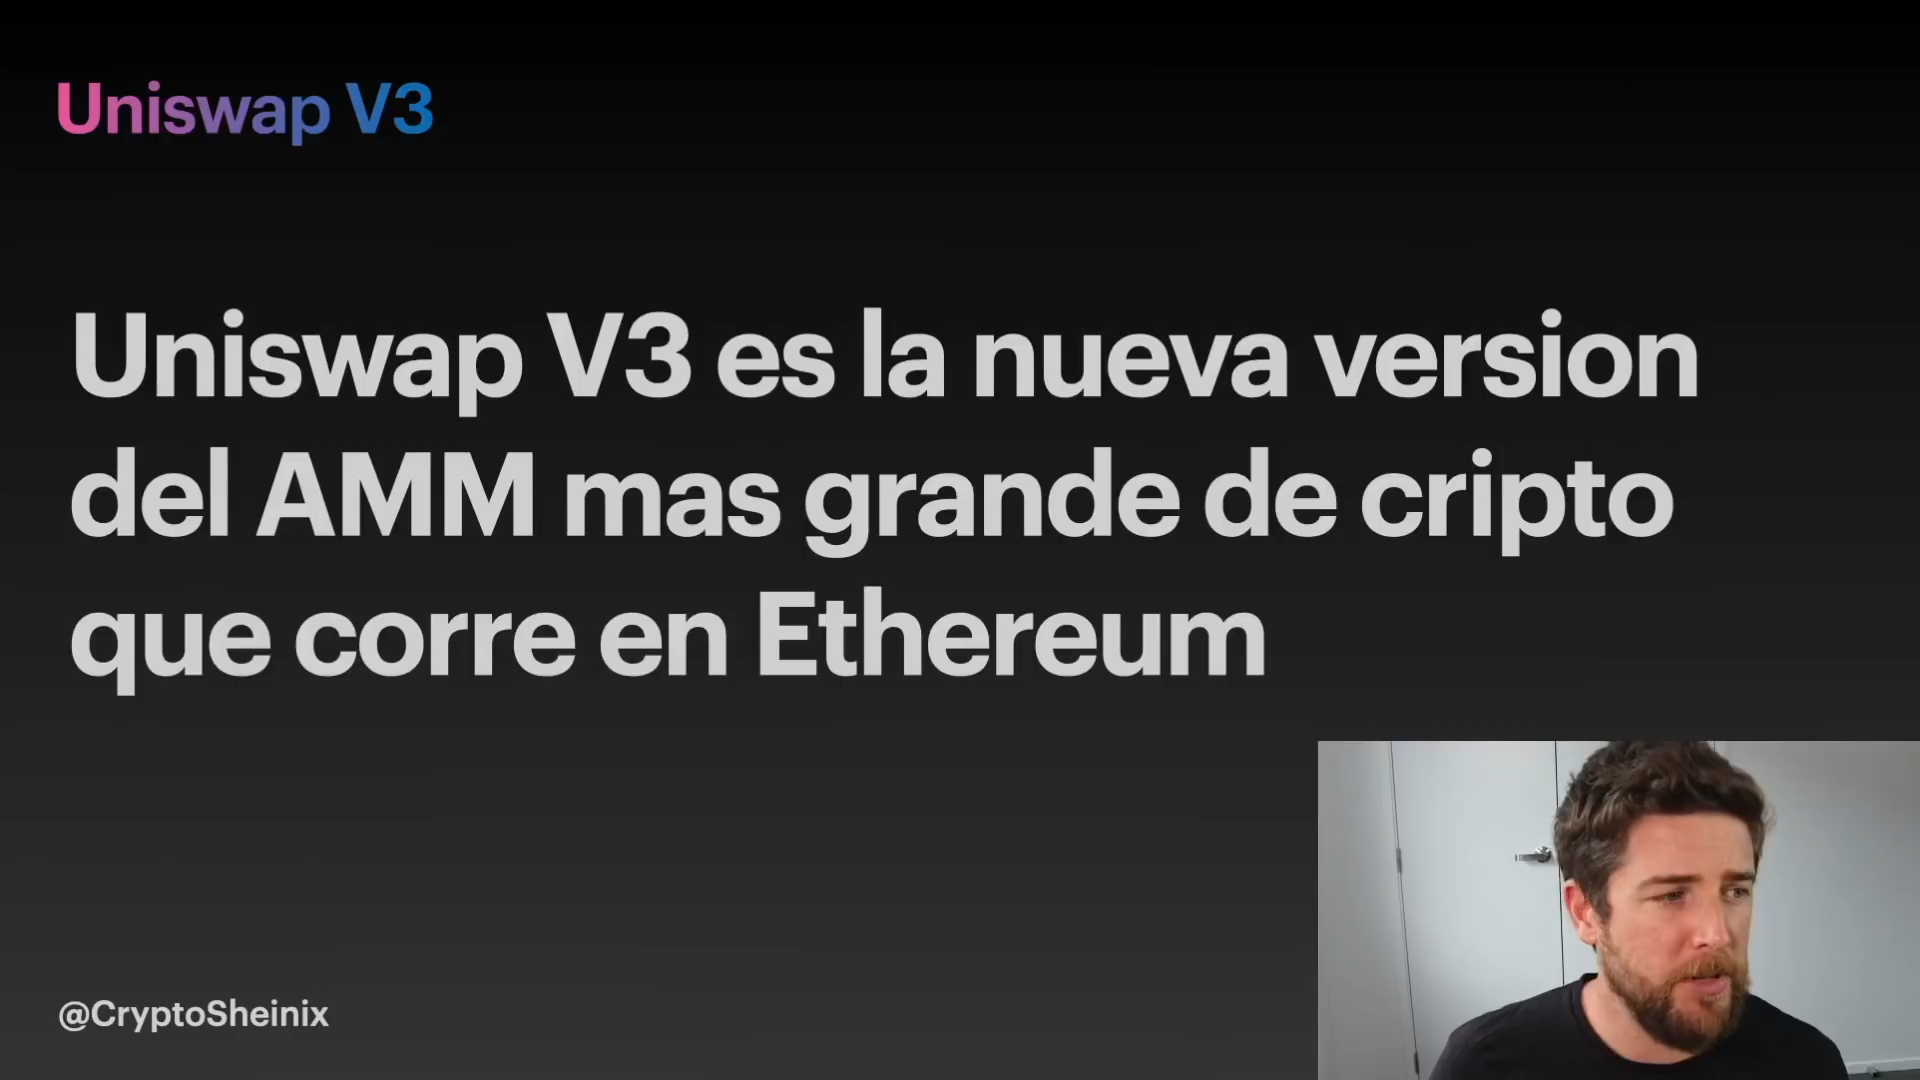 Uniswap V3
Uniswap V3 es la nueva version
del AMM mas grande de cripto
que corre en Ethereum
@CryptoSheinix